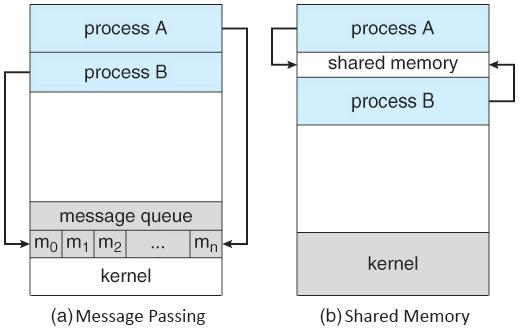 process A
process B
message queue
m0 m1 m2 ... mn
kernel
(a) Message Passing
process A
shared memory
process B
kernel
(b) Shared Memory